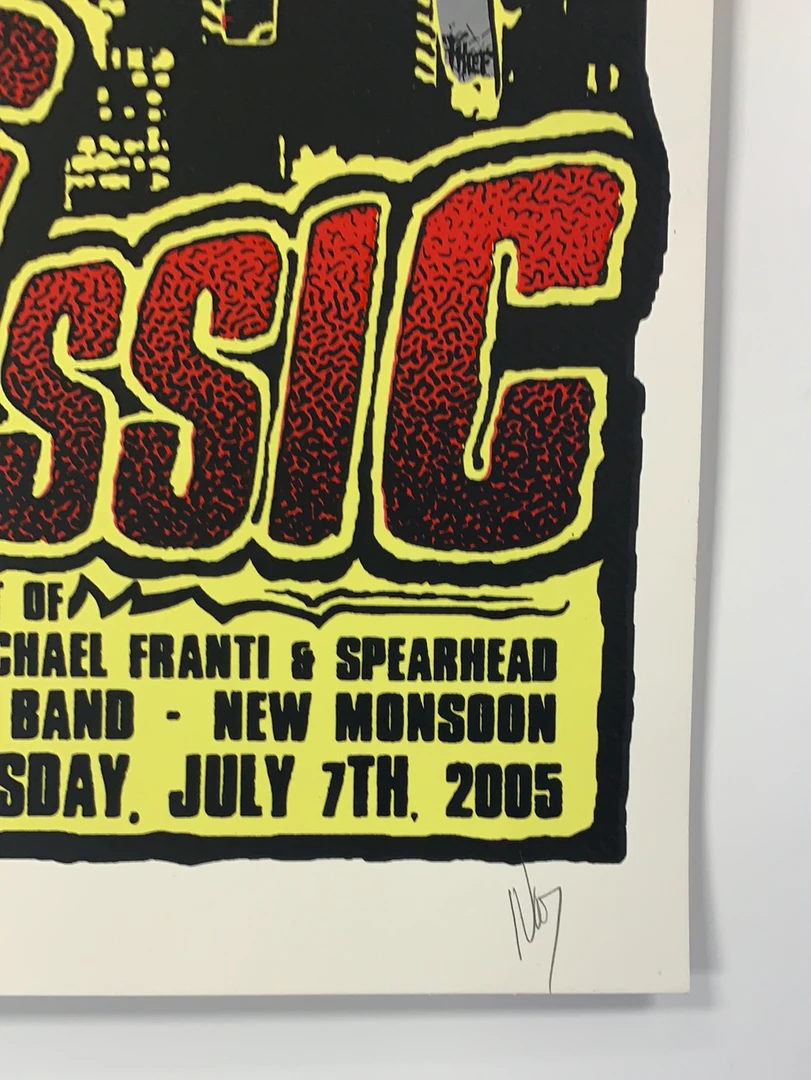 SSIC
OF
CHAEL FRANTI & SPEARHEAD
BAND - NEW MONSOON
SDAY, JULY 7TH, 2005